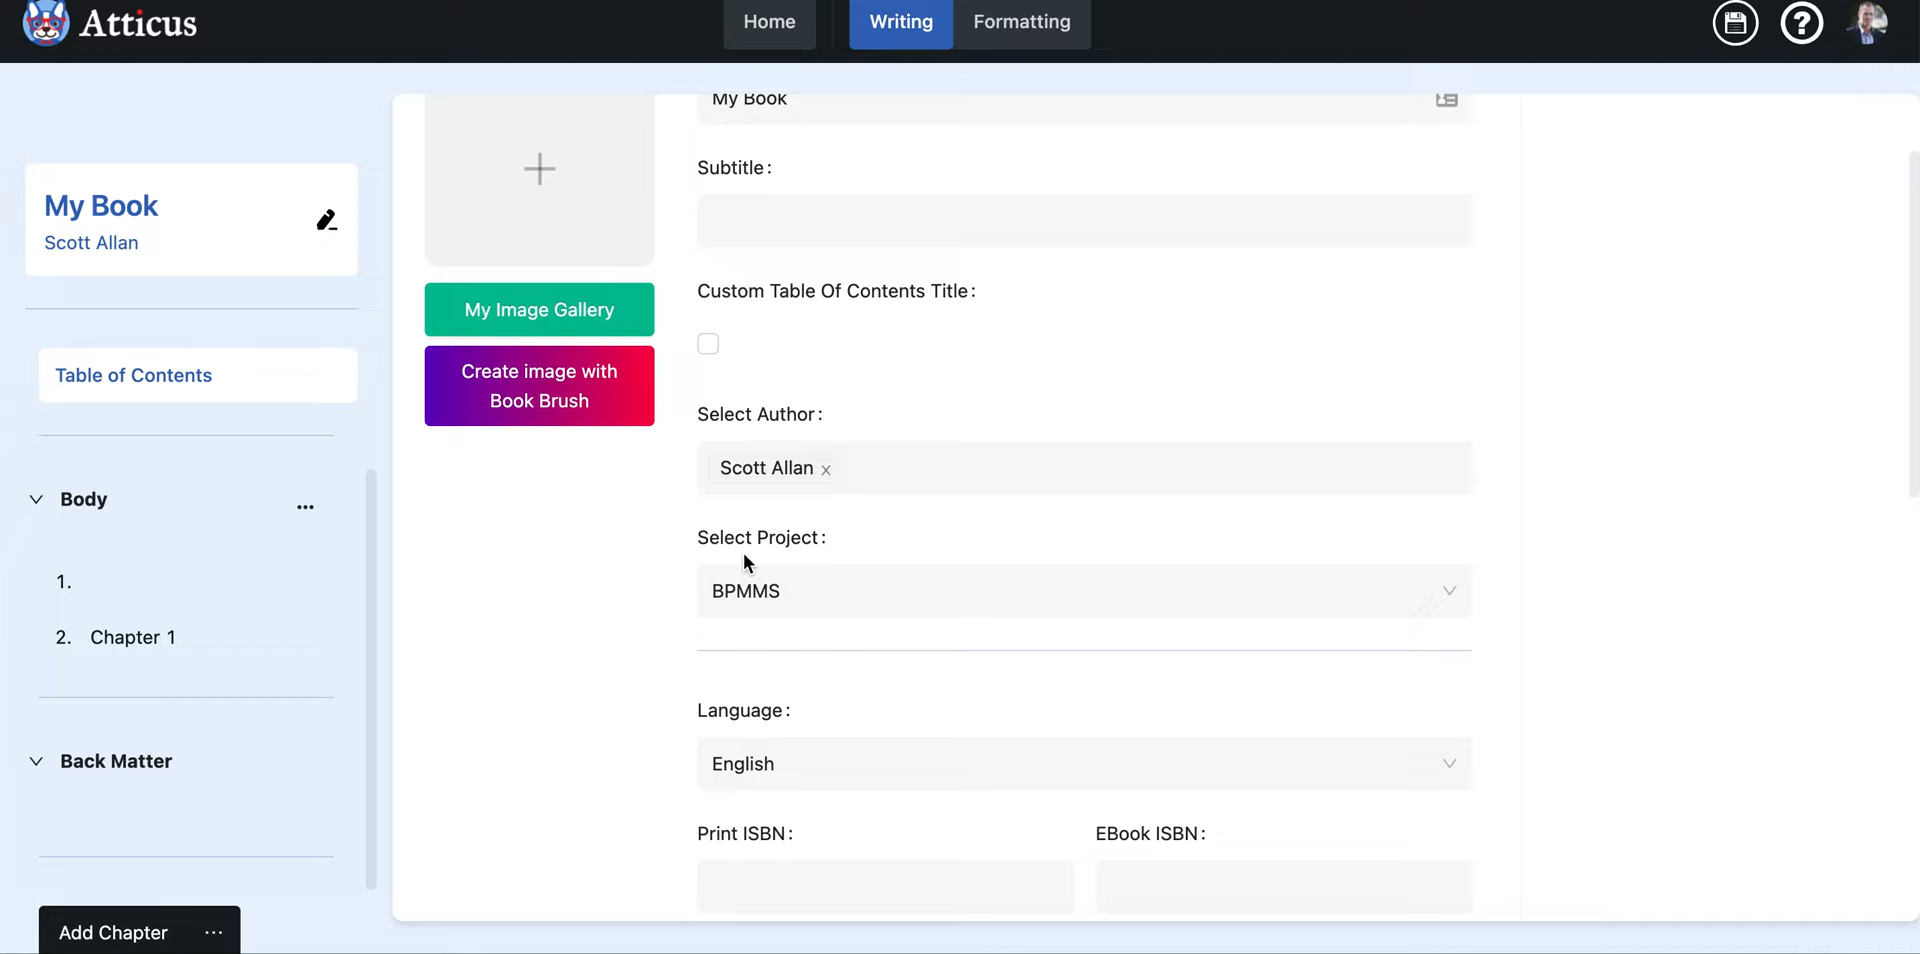 Atticus
Home
Writing
Formatting
My Book
Scott Allan
Table of Contents
Body
...
1.
2. Chapter 1
Back Matter
Add Chapter ...
My Image Gallery
Create image with
Book Brush
My Book
Subtitle:
Custom Table Of Contents Title:
Select Author:
Scott Allan x
Select Project:
BPMMS
Language:
English
Print ISBN:
EBook ISBN: